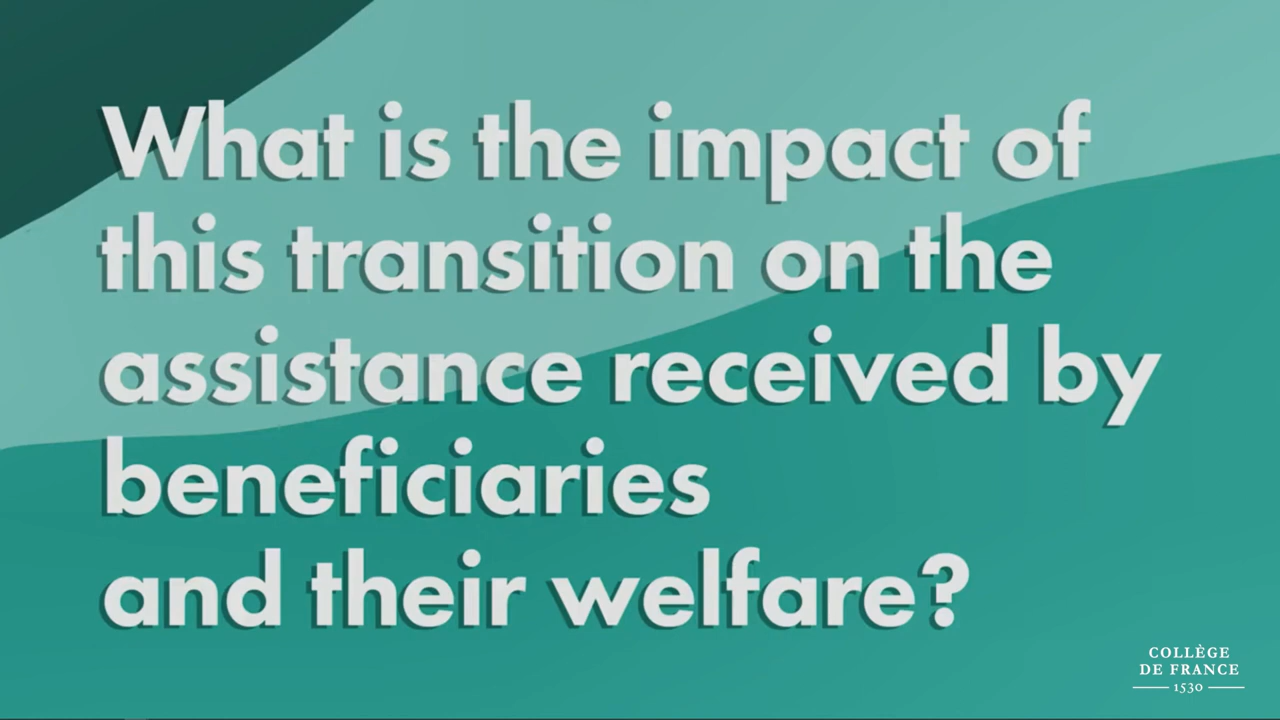 What is the impact of
this transition on the
assistance received by
beneficiaries
and their welfare?
COLLÈGE
DE FRANCE
1530